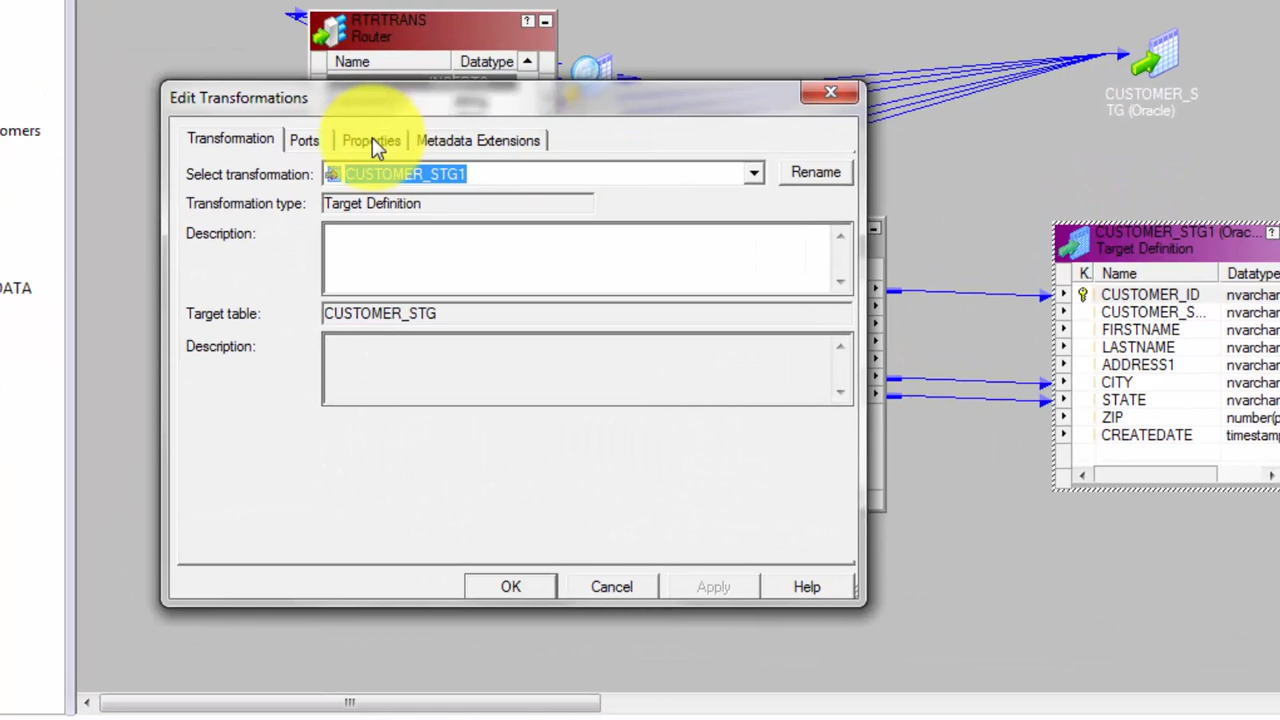 RTRTRANS
Router
Name
Datatype
CUSTOMER_S
TG (Oracle)
omers
DATA
Edit Transformations
Transformation
Ports
Properties
Metadata Extensions
Select transformation:
CUSTOMER_STG1
Rename
Transformation type:
Target Definition
Description:
Target table:
CUSTOMER_STG
Description:
OK
Cancel
Apply
Help
CUSTOMER_STG1 (Orac...
Target Definition
K. Name Datatype
CUSTOMER_ID nvarchar
CUSTOMER_S... nvarchar
FIRSTNAME nvarchar
LASTNAME nvarchar
ADDRESS1 nvarchar
CITY nvarchar
STATE nvarchar
ZIP number(p
CREATEDATE timestamp